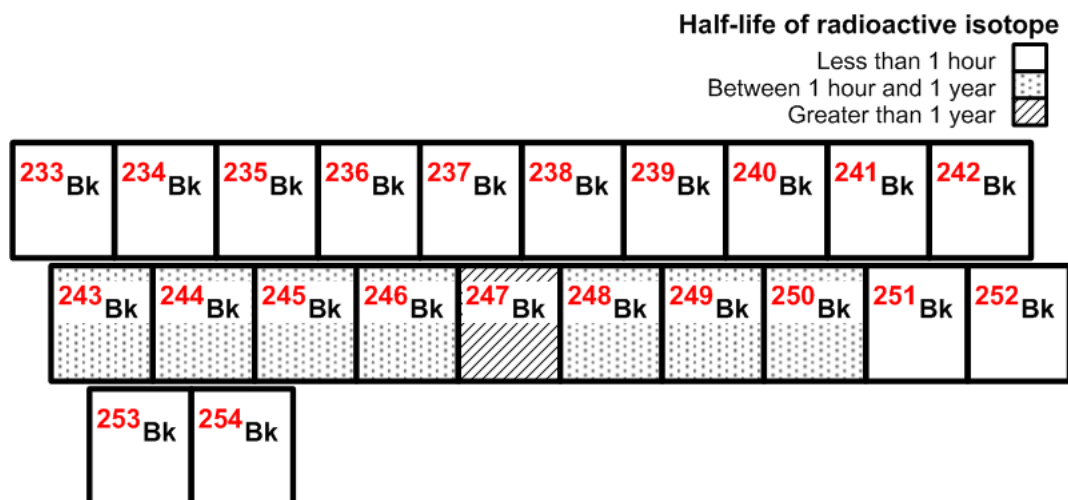 Half-life of radioactive isotope
Less than 1 hour
Between 1 hour and 1 year
Greater than 1 year
233Bk 234Bk 235Bk 236Bk 237Bk 238Bk 239Bk 240Bk 241Bk 242Bk
243Bk 244Bk 245Bk 246Bk 247Bk 248Bk 249Bk 250Bk 251Bk 252Bk
253Bk 254Bk